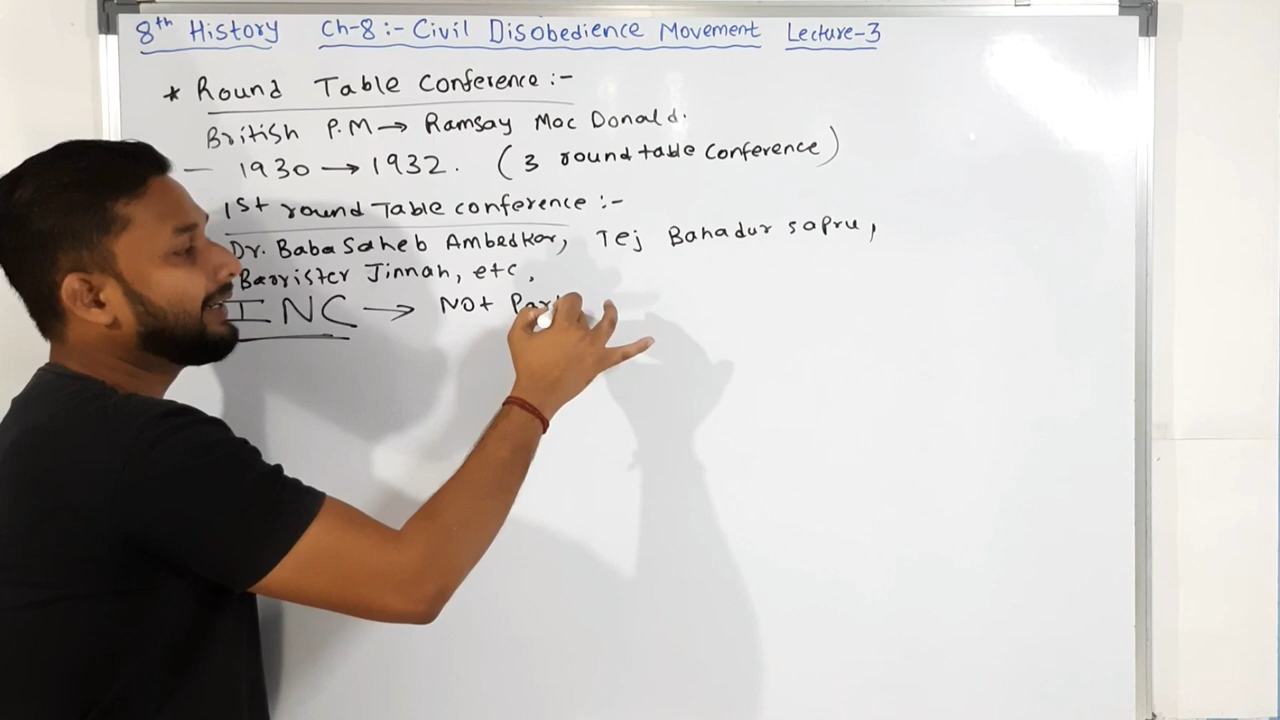 8th History Ch-8:- Civil Disobedience Movement Lecture-3
* Round Table Conference :-
British P.M → Ramsay Mac Donald.
— 1930 → 1932. (3 round table Conference)
1st round Table conference :-
Dr. Baba Saheb Ambedkar, Tej Bahadur sapru,
Barrister Jinnah, etc.
INC → Not